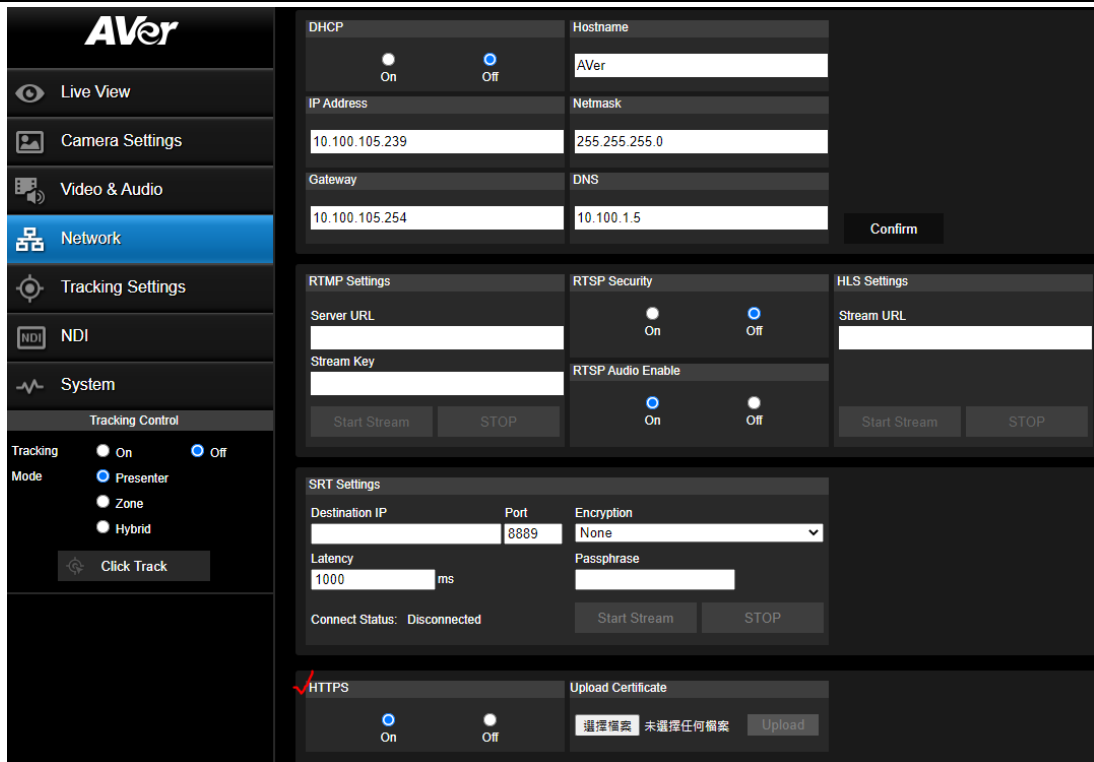 AVer
Live View
Camera Settings
Video & Audio
Network
Tracking Settings
NDI
NDI
System
Tracking Control
Tracking On Off
Mode Presenter
Zone
Hybrid
Click Track
DHCP Hostname
On Off AVer
IP Address Netmask
10.100.105.239 255.255.255.0
Gateway DNS
10.100.105.254 10.100.1.5
Confirm
RTMP Settings RTSP Security HLS Settings
Server URL On Off Stream URL
Stream Key RTSP Audio Enable
Start Stream STOP On Off Start Stream STOP
SRT Settings
Destination IP Port Encryption
8889 None
Latency Passphrase
1000 ms
Connect Status: Disconnected Start Stream STOP
HTTPS Upload Certificate
On Off 選擇檔案 未選擇任何檔案 Upload